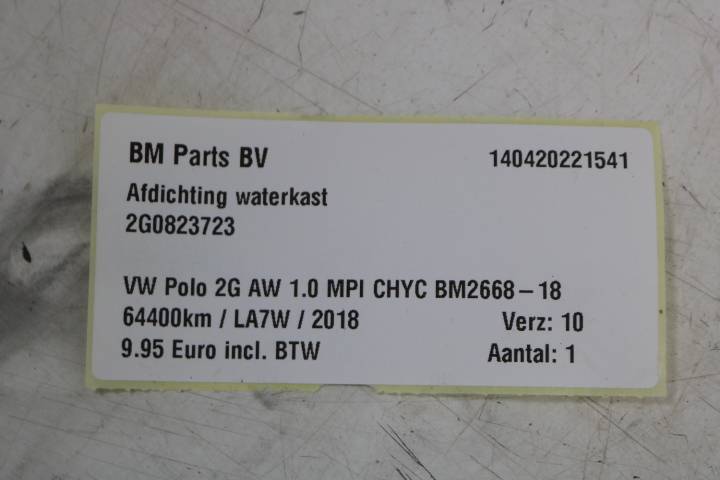 BM Parts BV 140420221541
Afdichting waterkast
2G0823723
VW Polo 2G AW 1.0 MPI CHYC BM2668-18
64400km / LA7W / 2018 Verz: 10
9.95 Euro incl. BTW Aantal: 1